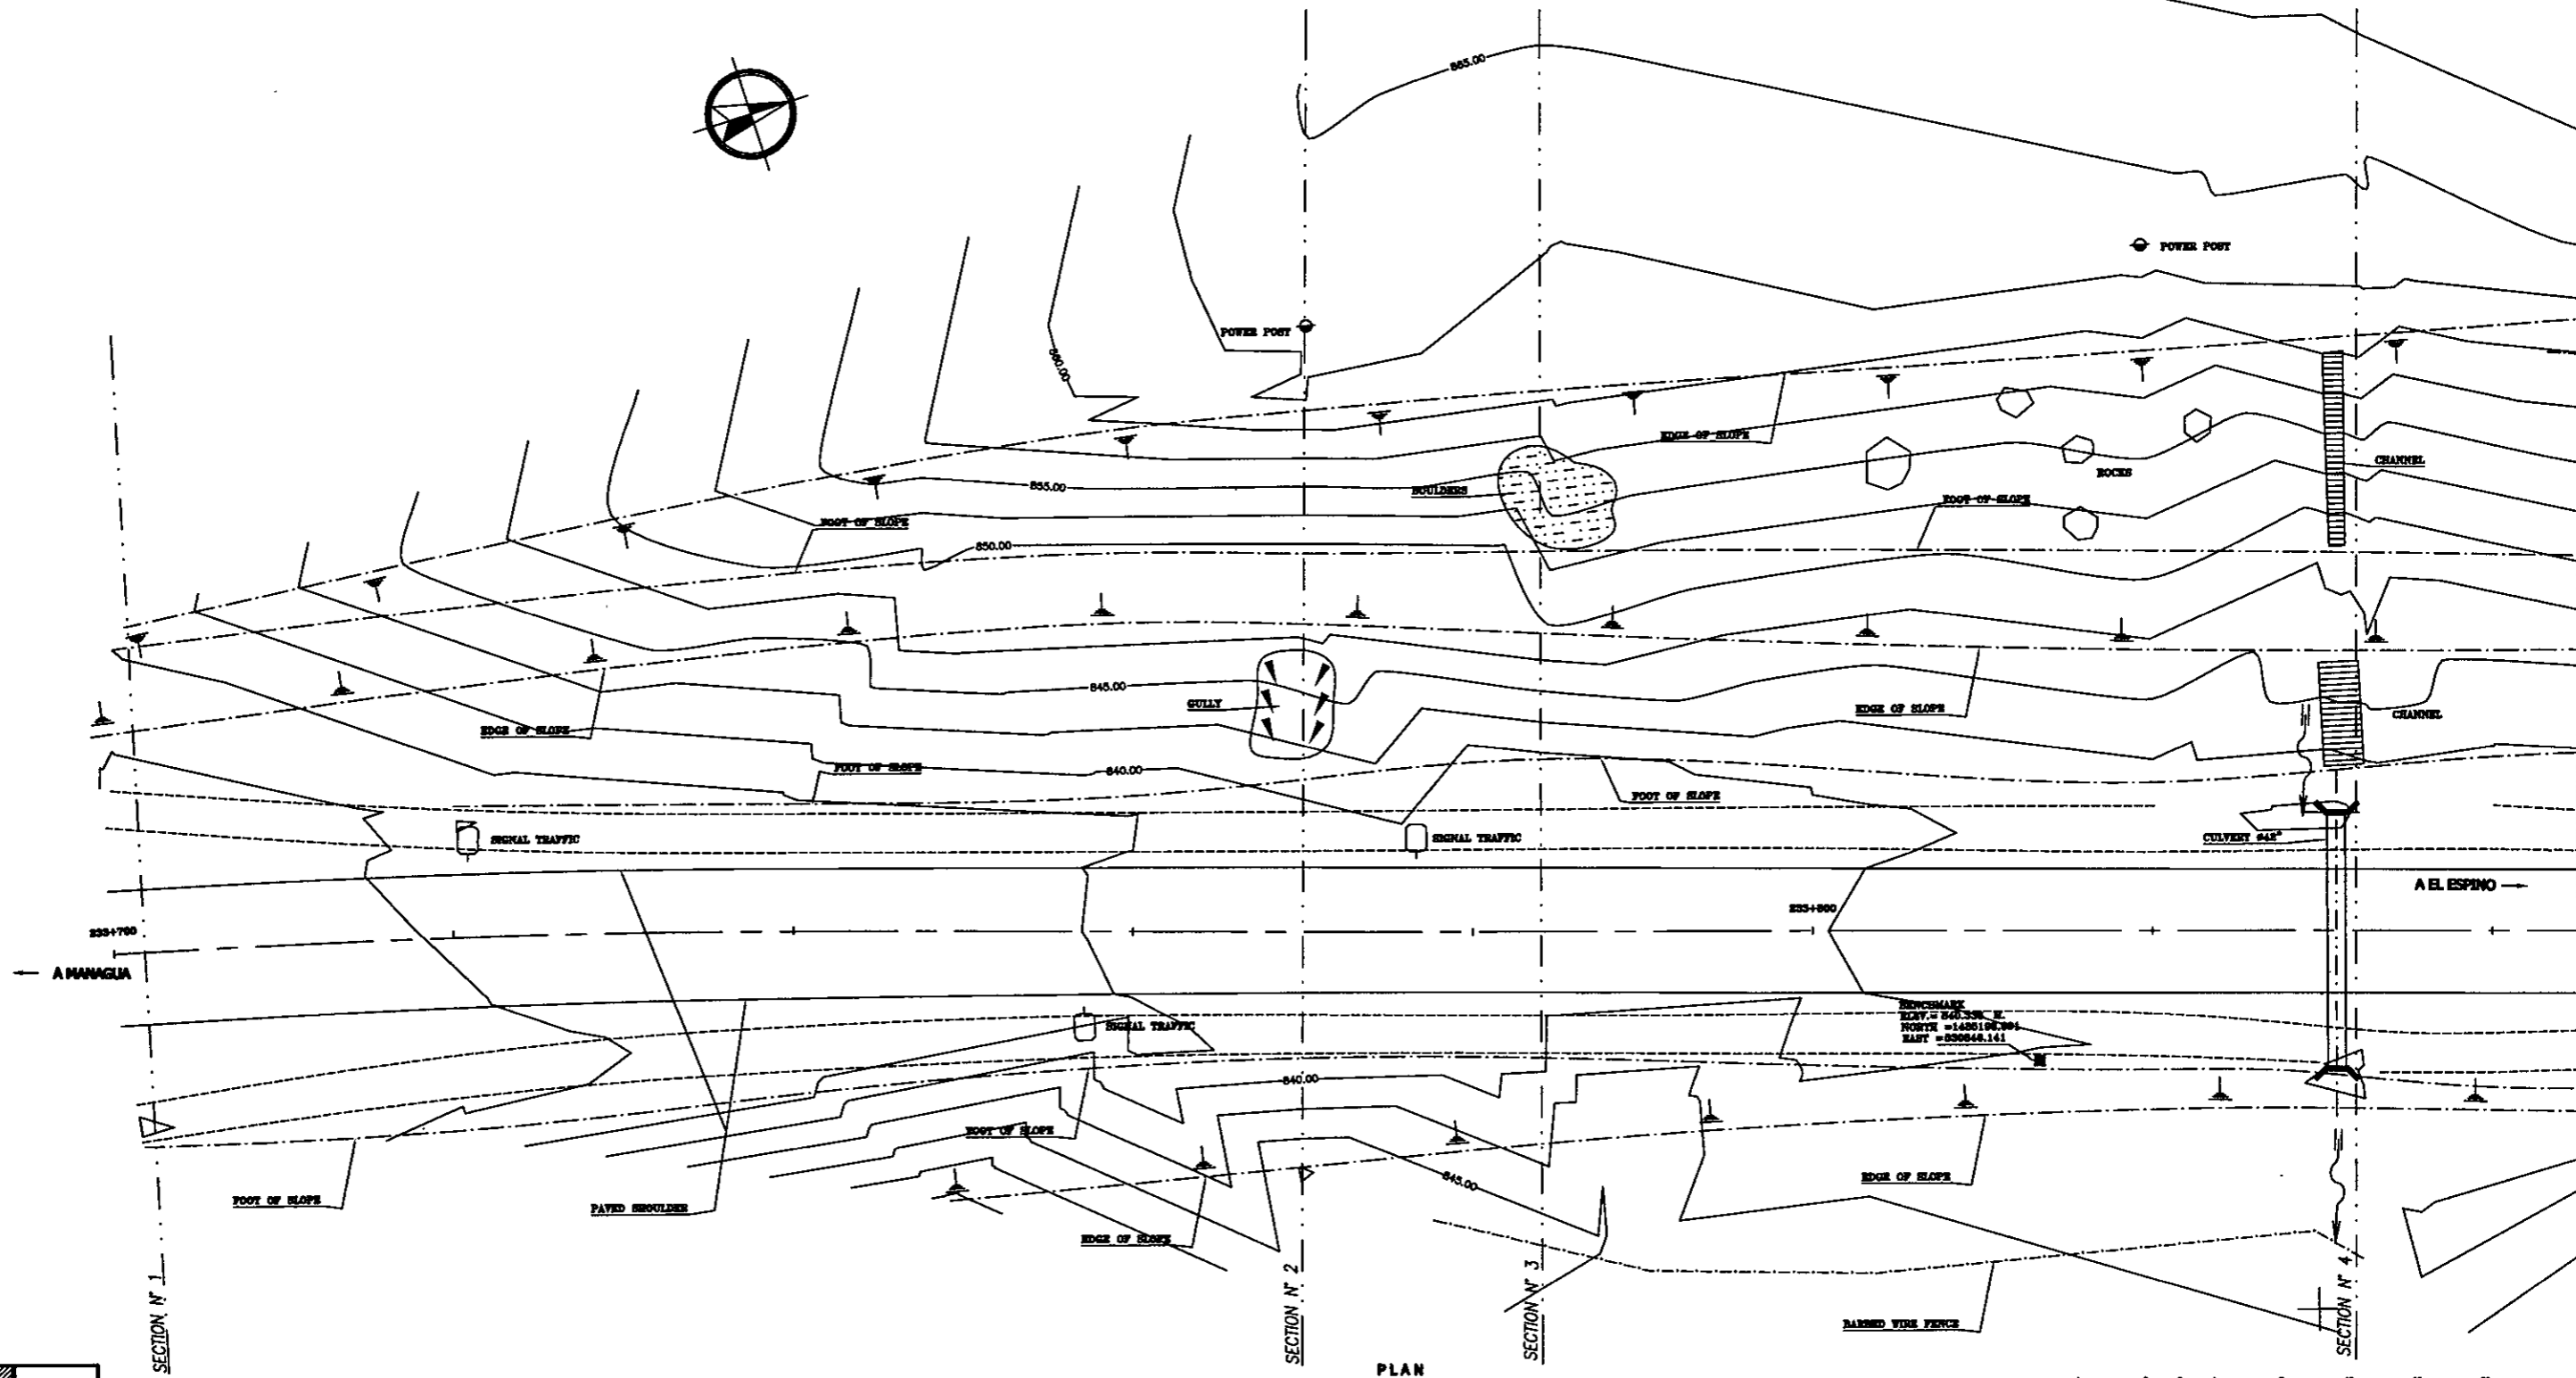 865.00
POWER POST
POWER POST
860.00
EDGE OF SLOPE
ROCKS
CHANNEL
855.00
BOULDERS
FOOT OF SLOPE
FOOT OF SLOPE
850.00
845.00
GULLY
EDGE OF SLOPE
EDGE OF SLOPE
CHANNEL
840.00
FOOT OF SLOPE
FOOT OF SLOPE
SIGNAL TRAFFIC
SIGNAL TRAFFIC
CULVERT ø42"
A EL ESPINO
233+800
233+700
A MANAGUA
BENCHMARK
NORTH
EAST
SIGNAL TRAFFIC
840.00
FOOT OF SLOPE
845.00
EDGE OF SLOPE
FOOT OF SLOPE
PAVED SHOULDER
EDGE OF SLOPE
BARBED WIRE FENCE
SECTION N° 1
SECTION N° 2
SECTION N° 3
SECTION N° 4
PLAN